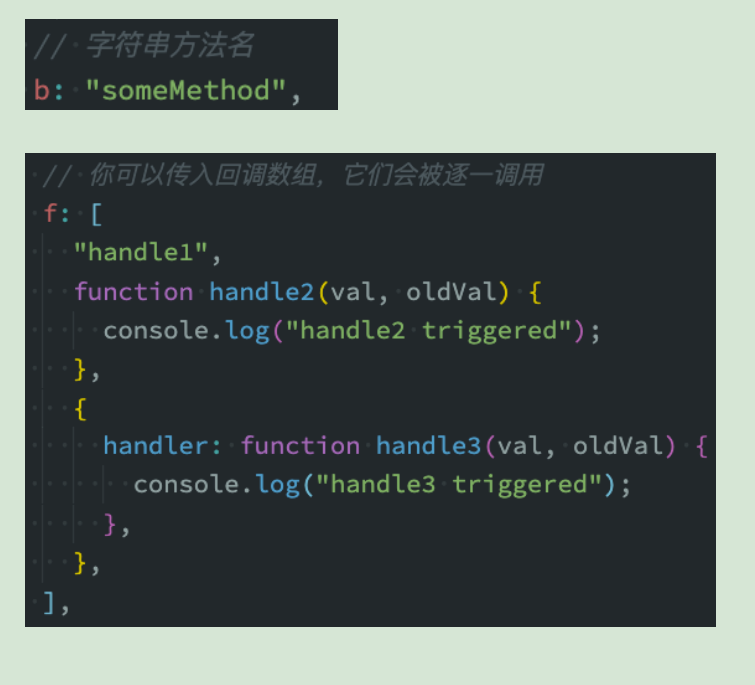 // 字符串方法名
b: "someMethod",
// 你可以传入回调数组，它们会被逐一调用
f: [
"handle1",
function handle2(val, oldVal) {
console.log("handle2 triggered");
},
{
handler: function handle3(val, oldVal) {
console.log("handle3 triggered");
},
},
],